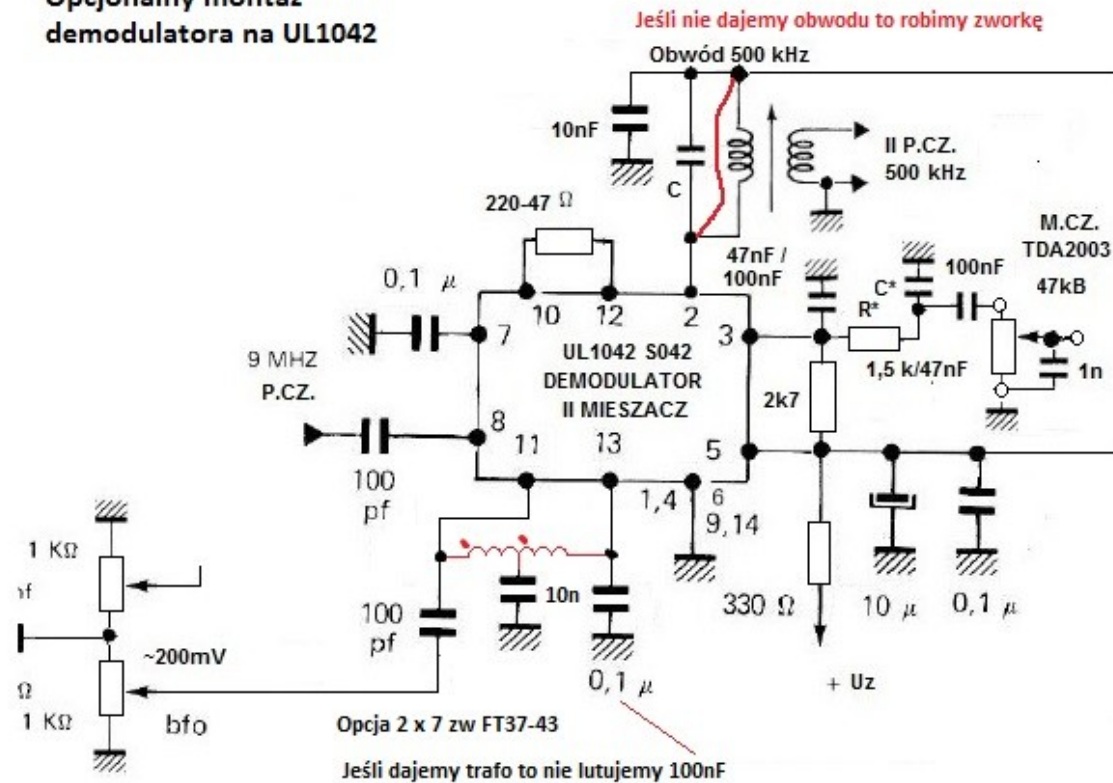 Opcjonalny montaż
demodulatora na UL1042
Jeśli nie dajemy obwodu to robimy zworkę
Obwód 500 kHz
10nF
C
II P.CZ.
500 kHz
220-47 Ω
47nF /
100nF
M.CZ.
TDA2003
47kB
100nF
C*
R*
1,5 k/47nF
1n
0,1 µ
10
12
2
7
3
UL1042 S042
DEMODULATOR
II MIESZACZ
2k7
9 MHZ
P.CZ.
8
11
13
5
1,4
6
9,14
100
pf
1 KΩ
nf
10n
100
pf
~200mV
0,1 µ
330 Ω
10 µ
0,1 µ
+ Uz
Ω
1 KΩ
bfo
Opcja 2 x 7 zw FT37-43
Jeśli dajemy trafo to nie lutujemy 100nF